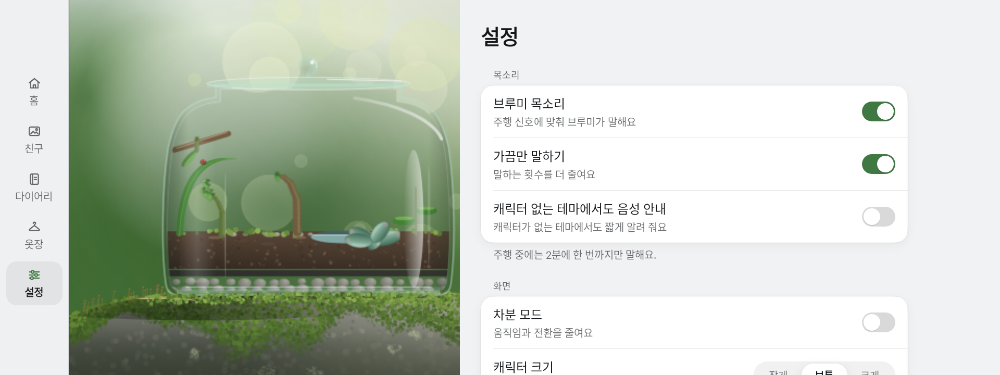 홈
친구
다이어리
옷장
설정
설정
목소리
브루미 목소리
주행 신호에 맞춰 브루미가 말해요
가끔만 말하기
말하는 횟수를 더 줄여요
캐릭터 없는 테마에서도 음성 안내
캐릭터가 없는 테마에서도 짧게 알려 줘요
주행 중에는 2분에 한 번까지만 말해요.
화면
차분 모드
움직임과 전환을 줄여요
캐릭터 크기
작게 보통 크게